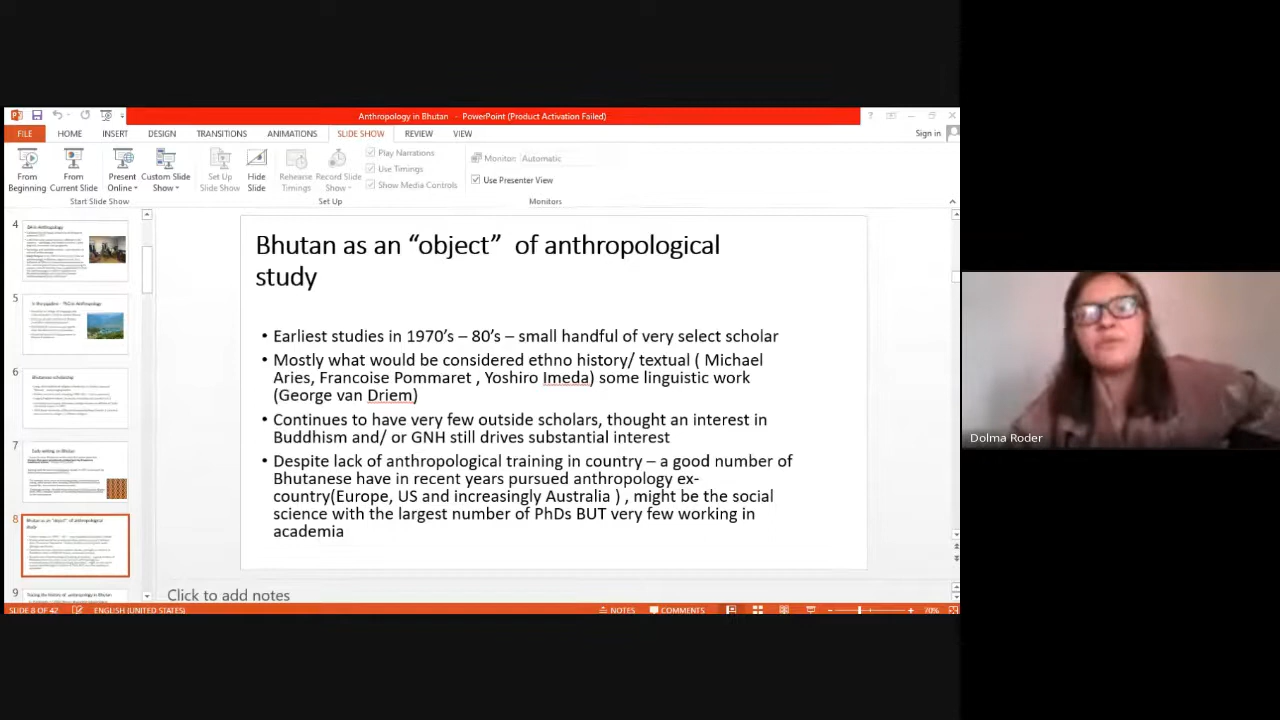 Anthropology in Bhutan - PowerPoint (Product Activation Failed)
FILE HOME INSERT DESIGN TRANSITIONS ANIMATIONS SLIDE SHOW REVIEW VIEW Sign in
Play Narrations
Monitor: Automatic
Use Timings
From From Present Custom Slide Set Up Hide Rehearse Record Slide
Show Media Controls
Use Presenter View
Beginning Current Slide Online Show Slide Show Slide Timings Show
Start Slide Show Set Up Monitors
4
5
6
7
8
9
Bhutan as an “object” of anthropological
study
• Earliest studies in 1970’s – 80’s – small handful of very select scholar
• Mostly what would be considered ethno history/ textual ( Michael
Aries, Francoise Pommaret , Yoshiro Imeda) some linguistic work
(George van Driem)
• Continues to have very few outside scholars, thought an interest in
Buddhism and/ or GNH still drives substantial interest
• Despite lack of anthropological training in country – a good number of
Bhutanese have in recent years pursued anthropology ex-
country(Europe, US and increasingly Australia ) , might be the social
science with the largest number of PhDs BUT very few working in
academia
Click to add notes
SLIDE 8 OF 47 ENGLISH (UNITED STATES) NOTES COMMENTS 70%
Dolma Roder